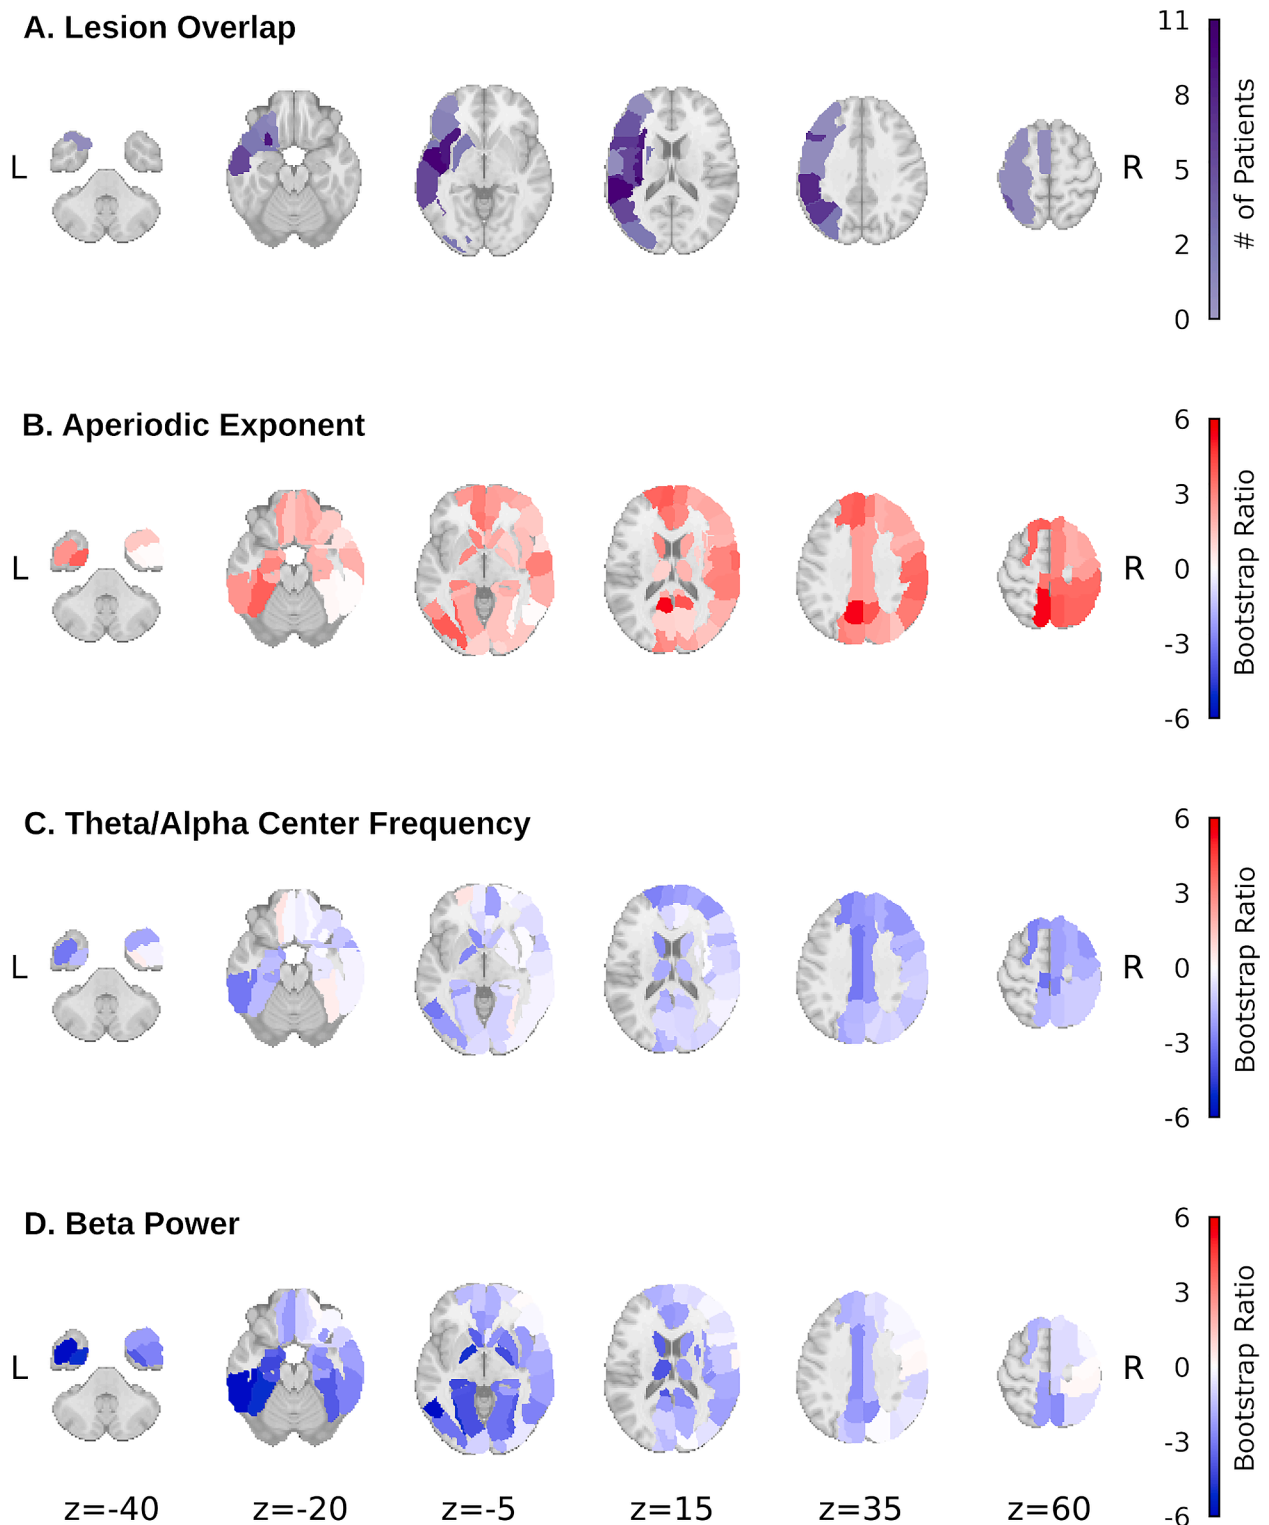 A. Lesion Overlap
11
8
5
2
0
# of Patients
L
R
B. Aperiodic Exponent
6
3
0
-3
-6
Bootstrap Ratio
L
R
C. Theta/Alpha Center Frequency
6
3
0
-3
-6
Bootstrap Ratio
L
R
D. Beta Power
6
3
0
-3
-6
Bootstrap Ratio
L
R
z=-40 z=-20 z=-5 z=15 z=35 z=60